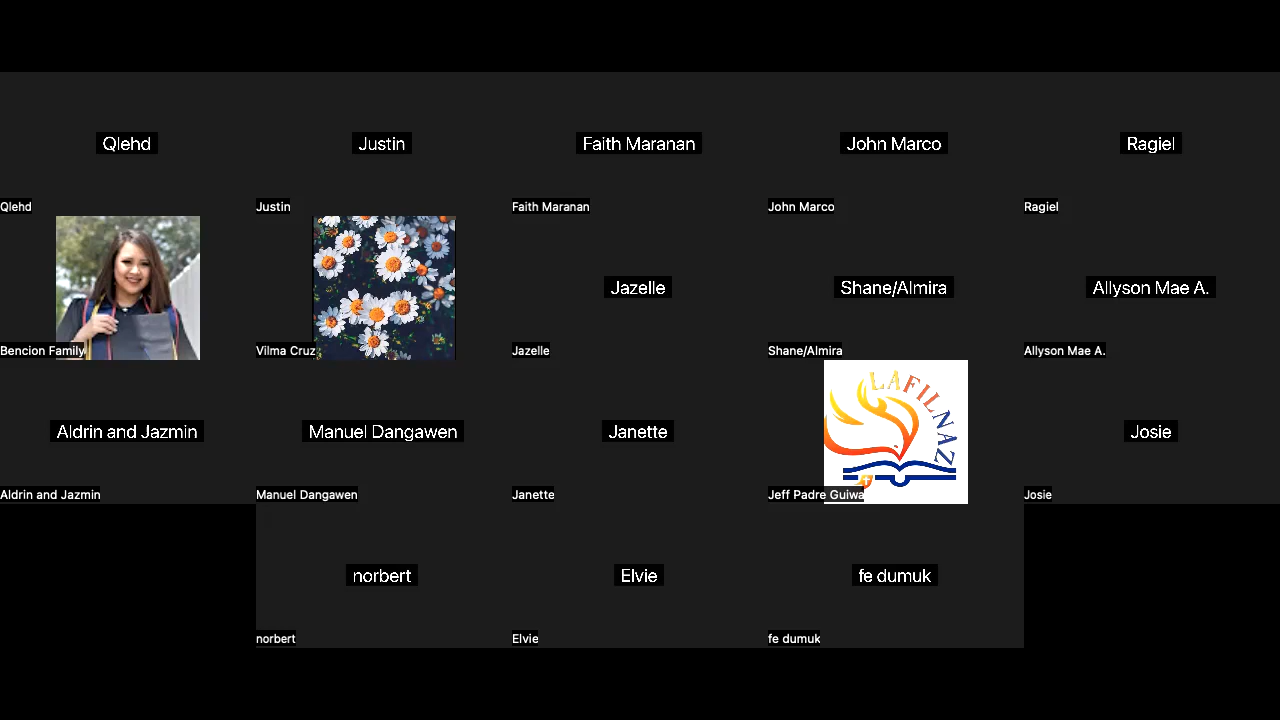 Qlehd
Justin
Faith Maranan
John Marco
Ragiel
Qlehd
Justin
Faith Maranan
John Marco
Ragiel
Jazelle
Shane/Almira
Allyson Mae A.
Bencion Family
Vilma Cruz
Jazelle
Shane/Almira
Allyson Mae A.
LAFILNAZ
Aldrin and Jazmin
Manuel Dangawen
Janette
Josie
Aldrin and Jazmin
Manuel Dangawen
Janette
Jeff Padre Guiwa
Josie
norbert
Elvie
fe dumuk
norbert
Elvie
fe dumuk